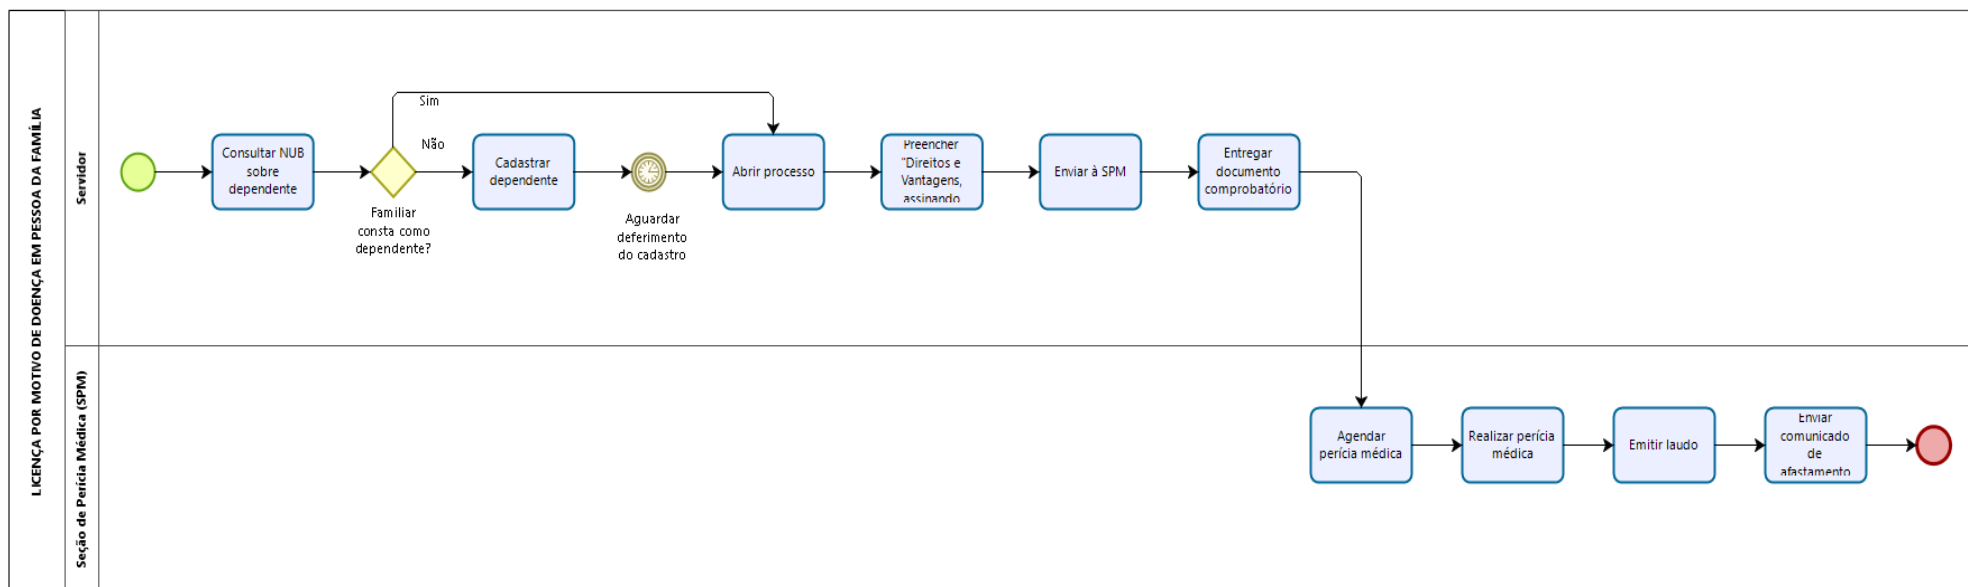 LICENÇA POR MOTIVO DE DOENÇA EM PESSOA DA FAMÍLIA
Servidor
Consultar NUB
sobre
dependente
Familiar
consta como
dependente?
Sim
Não
Cadastrar
dependente
Aguardar
deferimento
do cadastro
Abrir processo
Preencher
"Direitos e
Vantagens,
assinando
Enviar à SPM
Entregar
documento
comprobatório
Seção de Perícia Médica (SPM)
Agendar
perícia médica
Realizar perícia
médica
Emitir laudo
Enviar
comunicado
de
afastamento